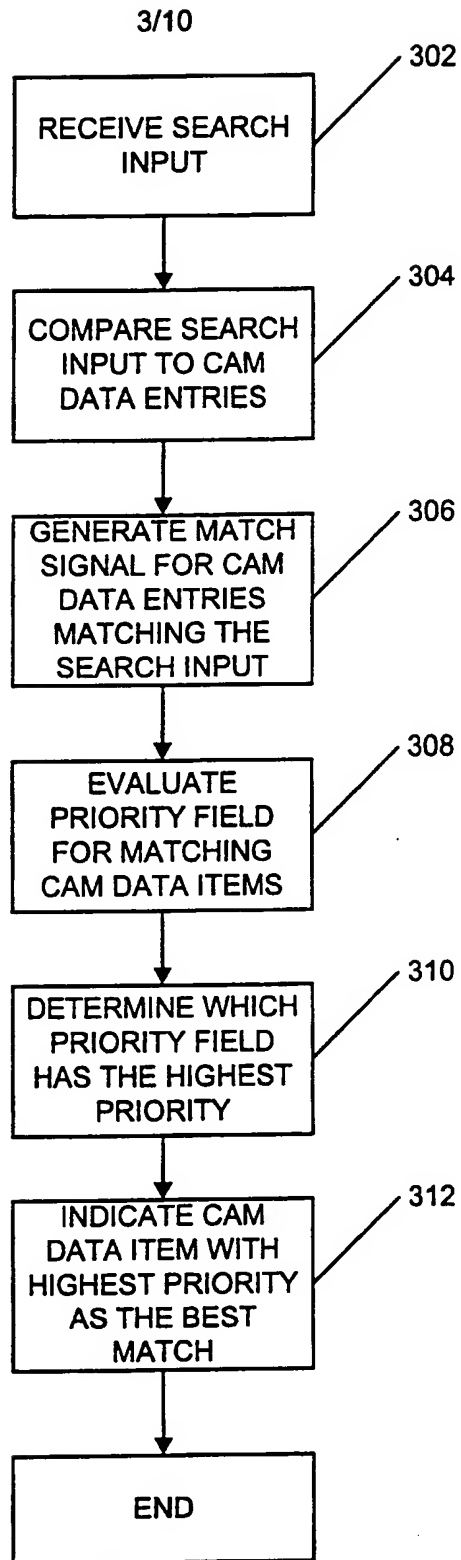 3/10
302
RECEIVE SEARCH
INPUT
304
COMPARE SEARCH
INPUT TO CAM
DATA ENTRIES
306
GENERATE MATCH
SIGNAL FOR CAM
DATA ENTRIES
MATCHING THE
SEARCH INPUT
308
EVALUATE
PRIORITY FIELD
FOR MATCHING
CAM DATA ITEMS
310
DETERMINE WHICH
PRIORITY FIELD
HAS THE HIGHEST
PRIORITY
312
INDICATE CAM
DATA ITEM WITH
HIGHEST PRIORITY
AS THE BEST
MATCH
END